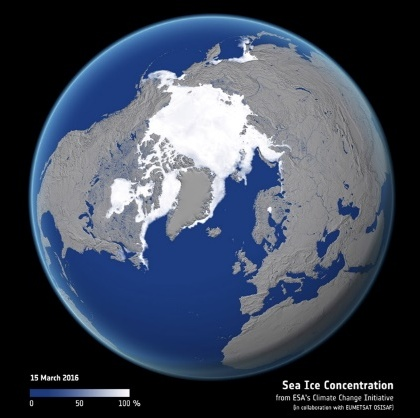 15 March 2016
0 50 100 %
Sea Ice Concentration
from ESA's Climate Change Initiative
[in collaboration with EUMETSAT OSISAF]